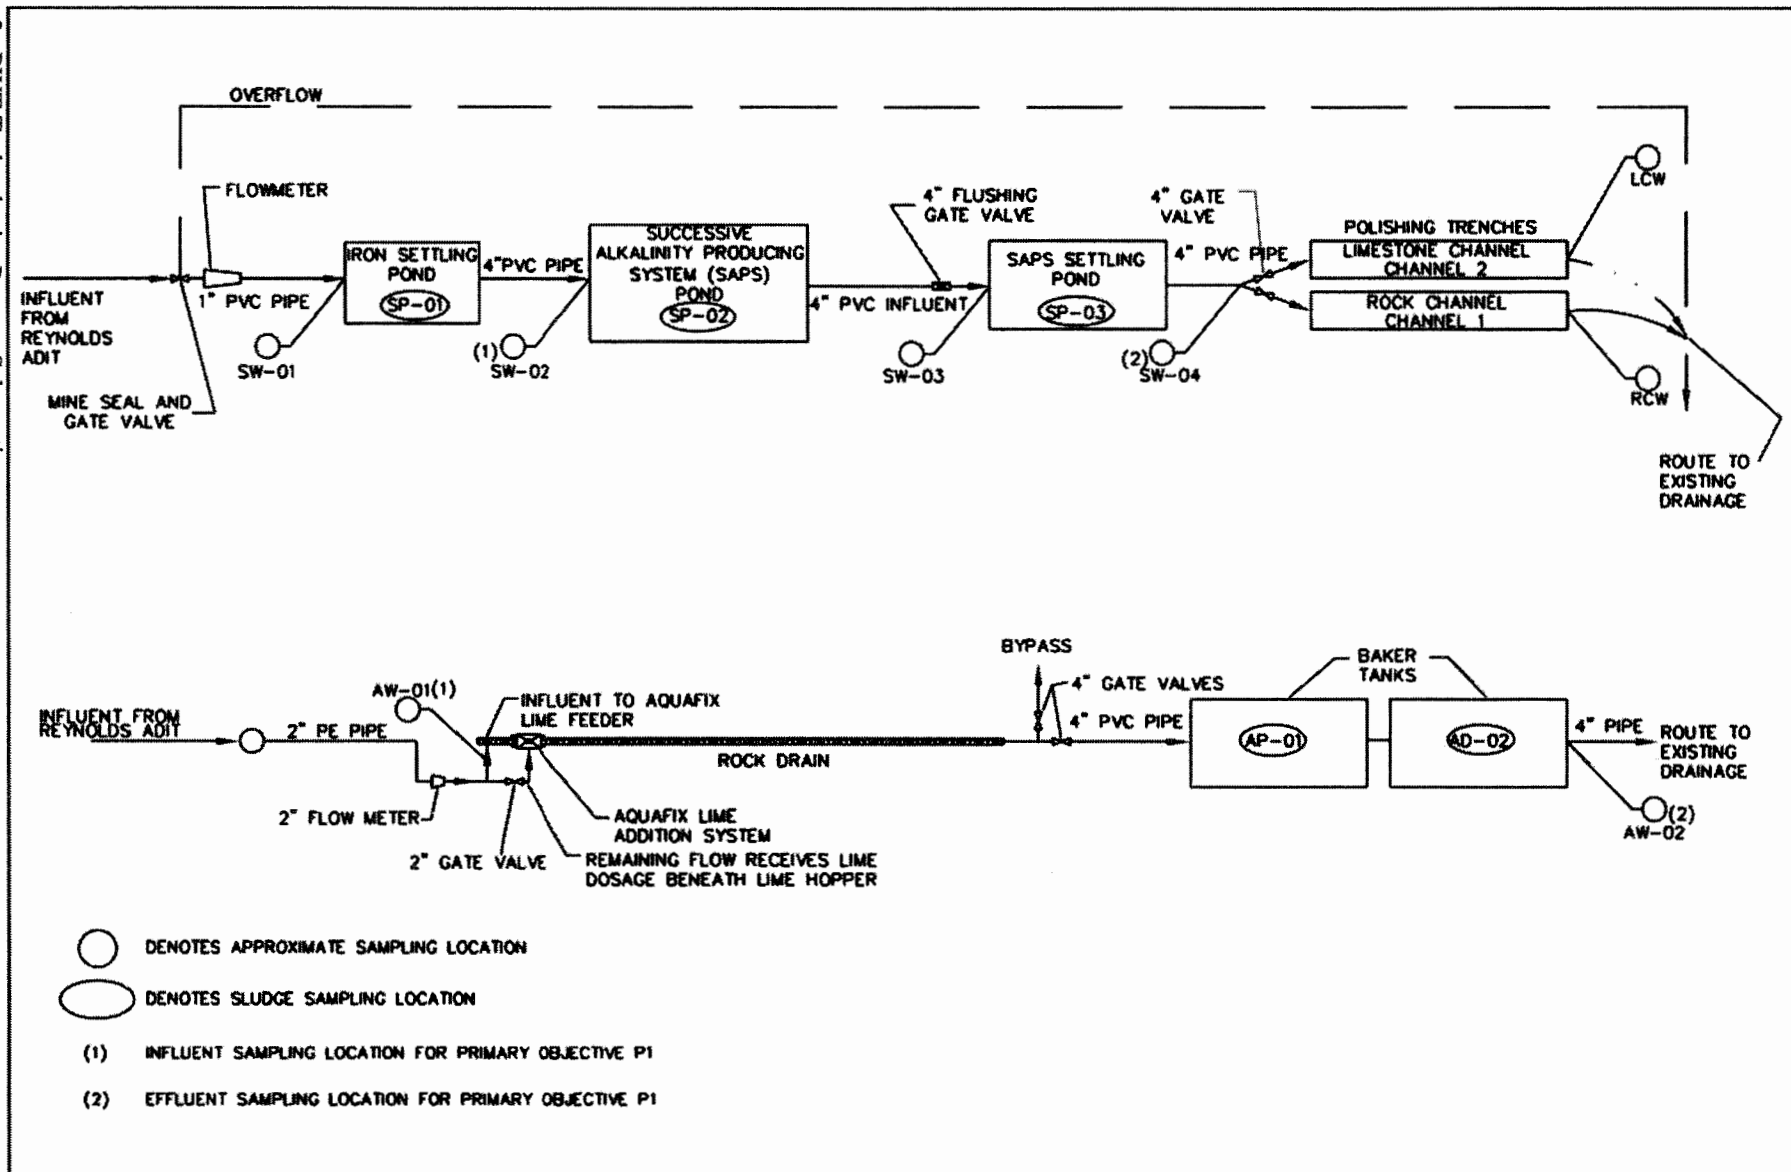 OVERFLOW
FLOWMETER
INFLUENT
FROM
REYNOLDS
ADIT
1" PVC PIPE
MINE SEAL AND
GATE VALVE
IRON SETTLING
POND
SP-01
SW-01
4"PVC PIPE
(1)
SW-02
SUCCESSIVE
ALKALINITY PRODUCING
SYSTEM (SAPS)
POND
SP-02
4" PVC INFLUENT
4" FLUSHING
GATE VALVE
SW-03
SAPS SETTLING
POND
SP-03
4" PVC PIPE
4" GATE
VALVE
(2)
SW-04
POLISHING TRENCHES
LIMESTONE CHANNEL
CHANNEL 2
ROCK CHANNEL
CHANNEL 1
LCW
RCW
ROUTE TO
EXISTING
DRAINAGE
INFLUENT FROM
REYNOLDS ADIT
2" PE PIPE
AW-01(1)
INFLUENT TO AQUAFIX
LIME FEEDER
2" FLOW METER
2" GATE VALVE
AQUAFIX LIME
ADDITION SYSTEM
REMAINING FLOW RECEIVES LIME
DOSAGE BENEATH LIME HOPPER
ROCK DRAIN
BYPASS
4" GATE VALVES
4" PVC PIPE
BAKER
TANKS
AP-01
AD-02
4" PIPE
ROUTE TO
EXISTING
DRAINAGE
(2)
AW-02
DENOTES APPROXIMATE SAMPLING LOCATION
DENOTES SLUDGE SAMPLING LOCATION
(1) INFLUENT SAMPLING LOCATION FOR PRIMARY OBJECTIVE P1
(2) EFFLUENT SAMPLING LOCATION FOR PRIMARY OBJECTIVE P1